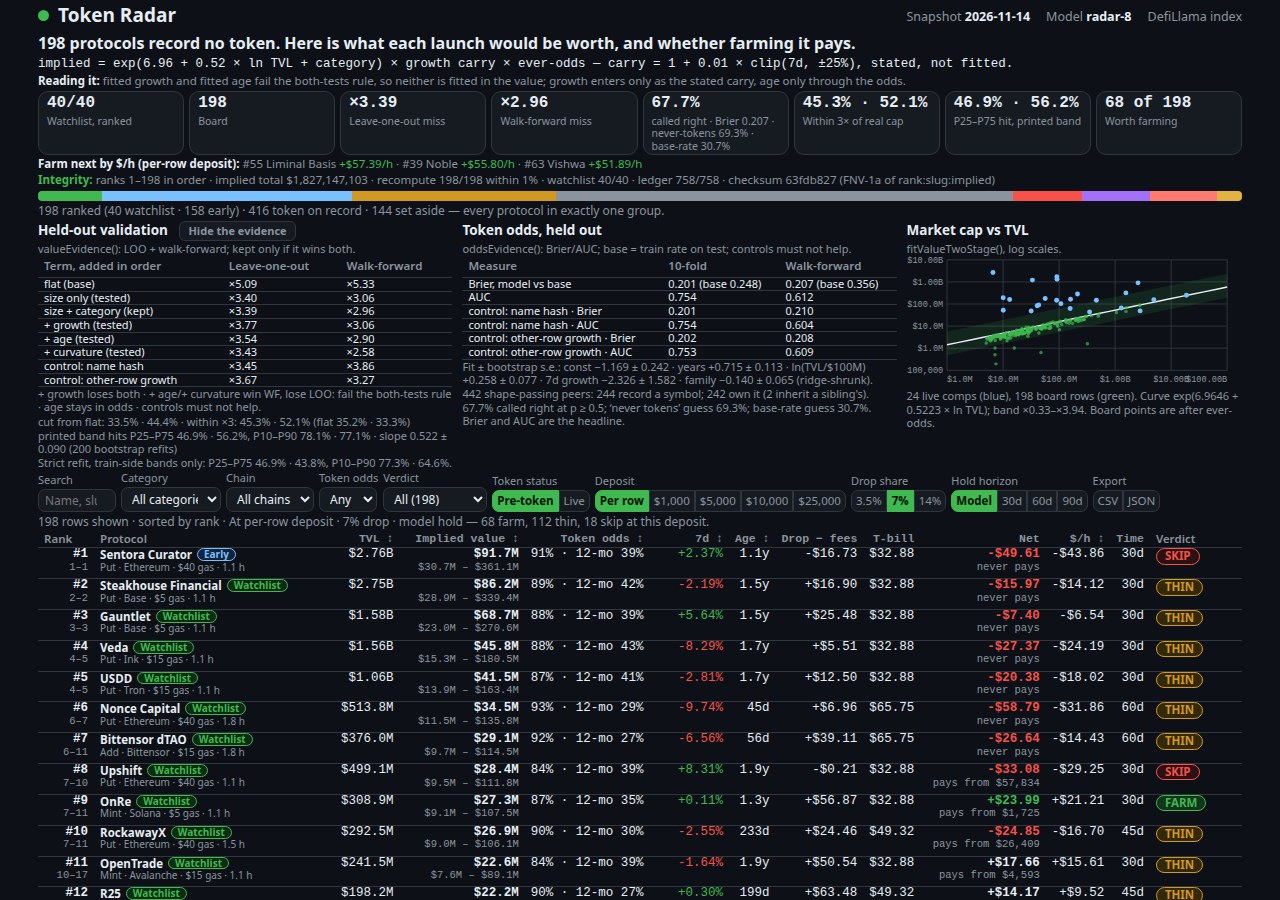 Token Radar
Snapshot 2026-11-14 Model radar-8 DefiLlama index
198 protocols record no token. Here is what each launch would be worth, and whether farming it pays.
implied = exp(6.96 + 0.52 × ln TVL + category) × growth carry × ever-odds — carry = 1 + 0.01 × clip(7d, ±25%), stated, not fitted.
Reading it: fitted growth and fitted age fail the both-tests rule, so neither is fitted in the value; growth enters only as the stated carry, age only through the odds.
40/40
Watchlist, ranked
198
Board
×3.39
Leave-one-out miss
×2.96
Walk-forward miss
67.7%
called right · Brier 0.207 ·
never-tokens 69.3% ·
base-rate 30.7%
45.3% · 52.1%
Within 3× of real cap
46.9% · 56.2%
P25–P75 hit, printed band
68 of 198
Worth farming
Farm next by $/h (per-row deposit): #55 Liminal Basis +$57.39/h · #39 Noble +$55.80/h · #63 Vishwa +$51.89/h
Integrity: ranks 1–198 in order · implied total $1,827,147,103 · recompute 198/198 within 1% · watchlist 40/40 · ledger 758/758 · checksum 63fdb827 (FNV-1a of rank:slug:implied)
198 ranked (40 watchlist · 158 early) · 416 token on record · 144 set aside — every protocol in exactly one group.
Held-out validation Hide the evidence
valueEvidence(): LOO + walk-forward; kept only if it wins both.
Term, added in order Leave-one-out Walk-forward
flat (base) ×5.09 ×5.33
size only (tested) ×3.40 ×3.06
size + category (kept) ×3.39 ×2.96
+ growth (tested) ×3.77 ×3.06
+ age (tested) ×3.54 ×2.90
+ curvature (tested) ×3.43 ×2.58
control: name hash ×3.45 ×3.86
control: other-row growth ×3.67 ×3.27
+ growth loses both · + age/+ curvature win WF, lose LOO: fail the both-tests rule
· age stays in odds · controls must not help.
cut from flat: 33.5% · 44.4% · within ×3: 45.3% · 52.1% (flat 35.2% · 33.3%)
printed band hits P25–P75 46.9% · 56.2%, P10–P90 78.1% · 77.1% · slope 0.522 ±
0.090 (200 bootstrap refits)
Strict refit, train-side bands only: P25–P75 46.9% · 43.8%, P10–P90 77.3% · 64.6%.
Token odds, held out
oddsEvidence(): Brier/AUC; base = train rate on test; controls must not help.
Measure 10-fold Walk-forward
Brier, model vs base 0.201 (base 0.248) 0.207 (base 0.356)
AUC 0.754 0.612
control: name hash · Brier 0.201 0.210
control: name hash · AUC 0.754 0.604
control: other-row growth · Brier 0.202 0.208
control: other-row growth · AUC 0.753 0.609
Fit ± bootstrap s.e.: const −1.169 ± 0.242 · years +0.715 ± 0.113 · ln(TVL/$100M)
+0.258 ± 0.077 · 7d growth −2.326 ± 1.582 · family −0.140 ± 0.065 (ridge-shrunk).
442 shape-passing peers: 244 record a symbol; 242 own it (2 inherit a sibling's).
67.7% called right at p ≥ 0.5; ‘never tokens’ guess 69.3%; base-rate guess 30.7%.
Brier and AUC are the headline.
Market cap vs TVL
fitValueTwoStage(), log scales.
$10.00B
$1.00B
$100.0M
$10.0M
$1.0M
100,000
$1.0M $10.0M $100.0M $1.00B $10.00B $100.00B
24 live comps (blue), 198 board rows (green). Curve exp(6.9646 +
0.5223 × ln TVL); band ×0.33–×3.94. Board points are after ever-
odds.
Search Category Chain Token odds Verdict Token status Deposit Drop share Hold horizon Export
Name, slu All categorie All chains Any All (198) Pre-token Live Per row $1,000 $5,000 $10,000 $25,000 3.5% 7% 14% Model 30d 60d 90d CSV JSON
198 rows shown · sorted by rank · At per-row deposit · 7% drop · model hold — 68 farm, 112 thin, 18 skip at this deposit.
Rank Protocol TVL ↕ Implied value ↕ Token odds ↕ 7d ↕ Age ↕ Drop − fees T-bill Net $/h ↕ Time Verdict
#1 Sentora Curator Early $2.76B $91.7M 91% · 12-mo 39% +2.37% 1.1y -$16.73 $32.88 -$49.61 -$43.86 30d SKIP
1–1 Put · Ethereum · $40 gas · 1.1 h $30.7M – $361.1M never pays
#2 Steakhouse Financial Watchlist $2.75B $86.2M 89% · 12-mo 42% -2.19% 1.5y +$16.90 $32.88 -$15.97 -$14.12 30d THIN
2–2 Put · Base · $5 gas · 1.1 h $28.9M – $339.4M never pays
#3 Gauntlet Watchlist $1.58B $68.7M 88% · 12-mo 39% +5.64% 1.5y +$25.48 $32.88 -$7.40 -$6.54 30d THIN
3–3 Put · Base · $5 gas · 1.1 h $23.0M – $270.6M never pays
#4 Veda Watchlist $1.56B $45.8M 88% · 12-mo 43% -8.29% 1.7y +$5.51 $32.88 -$27.37 -$24.19 30d THIN
4–5 Put · Ink · $15 gas · 1.1 h $15.3M – $180.5M never pays
#5 USDD Watchlist $1.06B $41.5M 87% · 12-mo 41% -2.81% 1.7y +$12.50 $32.88 -$20.38 -$18.02 30d THIN
4–5 Put · Tron · $15 gas · 1.1 h $13.9M – $163.4M never pays
#6 Nonce Capital Watchlist $513.8M $34.5M 93% · 12-mo 29% -9.74% 45d +$6.96 $65.75 -$58.79 -$31.86 60d THIN
6–7 Put · Ethereum · $40 gas · 1.8 h $11.5M – $135.8M never pays
#7 Bittensor dTAO Watchlist $376.0M $29.1M 92% · 12-mo 27% -6.56% 56d +$39.11 $65.75 -$26.64 -$14.43 60d THIN
6–11 Add · Bittensor · $15 gas · 1.8 h $9.7M – $114.5M never pays
#8 Upshift Watchlist $499.1M $28.4M 84% · 12-mo 39% +8.31% 1.9y -$0.21 $32.88 -$33.08 -$29.25 30d SKIP
7–10 Put · Ethereum · $40 gas · 1.1 h $9.5M – $111.8M pays from $57,834
#9 OnRe Watchlist $308.9M $27.3M 87% · 12-mo 35% +0.11% 1.3y +$56.87 $32.88 +$23.99 +$21.21 30d FARM
7–11 Mint · Solana · $5 gas · 1.1 h $9.1M – $107.5M pays from $1,725
#10 RockawayX Watchlist $292.5M $26.9M 90% · 12-mo 30% -2.55% 233d +$24.46 $49.32 -$24.85 -$16.70 45d THIN
7–11 Put · Ethereum · $40 gas · 1.5 h $9.0M – $106.1M pays from $26,409
#11 OpenTrade Watchlist $241.5M $22.6M 84% · 12-mo 39% -1.64% 1.9y +$50.54 $32.88 +$17.66 +$15.61 30d THIN
10–17 Mint · Avalanche · $15 gas · 1.1 h $7.6M – $89.1M pays from $4,593
#12 R25 Watchlist $198.2M $22.2M 90% · 12-mo 27% +0.30% 199d +$63.48 $49.32 +$14.17 +$9.52 45d THIN